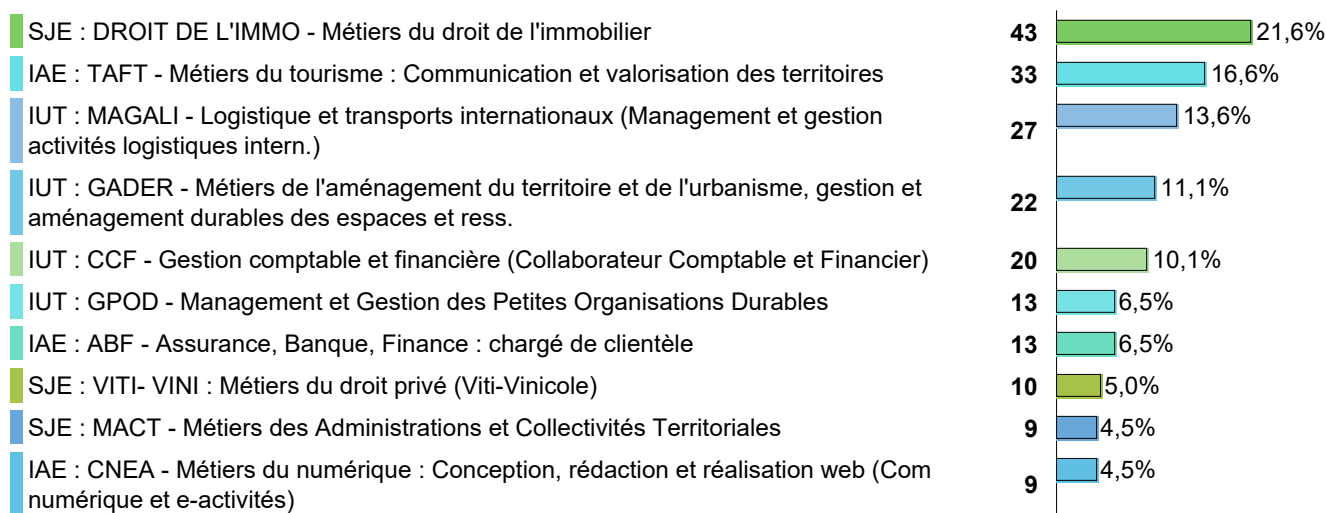 SJE : DROIT DE L'IMMO - Métiers du droit de l'immobilier 43 21,6%
IAE : TAFT - Métiers du tourisme : Communication et valorisation des territoires 33 16,6%
IUT : MAGALI - Logistique et transports internationaux (Management et gestion
activités logistiques intern.) 27 13,6%
IUT : GADER - Métiers de l'aménagement du territoire et de l'urbanisme, gestion et
aménagement durables des espaces et ress. 22 11,1%
IUT : CCF - Gestion comptable et financière (Collaborateur Comptable et Financier) 20 10,1%
IUT : GPOD - Management et Gestion des Petites Organisations Durables 13 6,5%
IAE : ABF - Assurance, Banque, Finance : chargé de clientèle 13 6,5%
SJE : VITI- VINI : Métiers du droit privé (Viti-Vinicole) 10 5,0%
SJE : MACT - Métiers des Administrations et Collectivités Territoriales 9 4,5%
IAE : CNEA - Métiers du numérique : Conception, rédaction et réalisation web (Com
numérique et e-activités) 9 4,5%